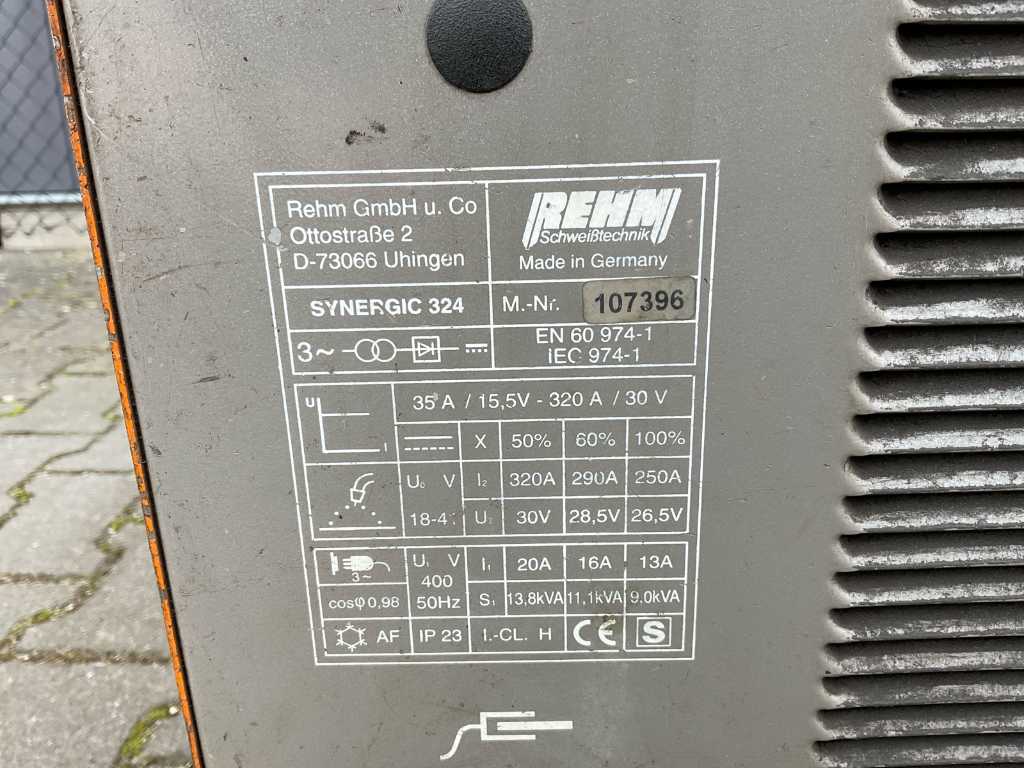 Rehm GmbH u. Co
Ottostraße 2
D-73066 Uhingen
REHM
Schweißtechnik
Made in Germany
SYNERGIC 324
M.-Nr. 107396
3~
EN 60 974-1
IEC 974-1
U
I
35 A / 15,5V - 320 A / 30 V
X 50% 60% 100%
U₀ V I₂ 320A 290A 250A
18-4 U₂ 30V 28,5V 26,5V
3~
U₁ V I₁ 20A 16A 13A
400
cosφ 0,98 50Hz S₁ 13,8kVA 11,1kVA 9.0kVA
AF IP 23 I.-CL. H CE S